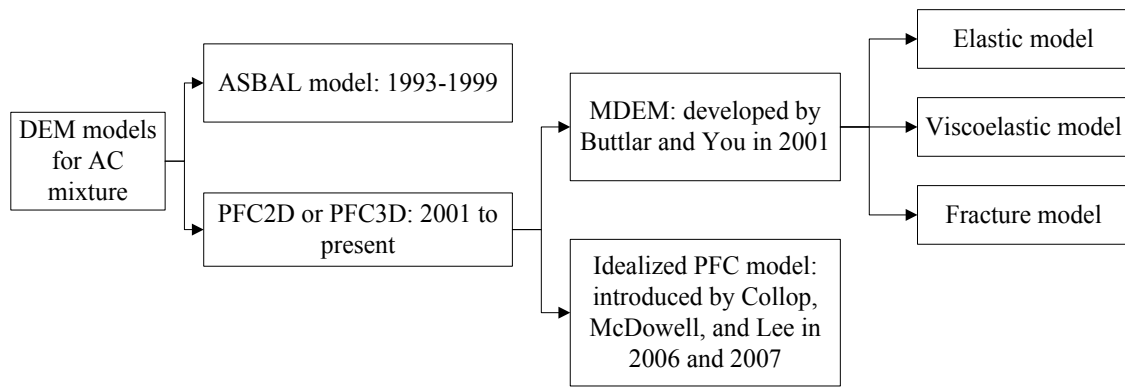 DEM models
for AC
mixture
ASBAL model: 1993-1999
PFC2D or PFC3D: 2001 to
present
MDEM: developed by
Buttlar and You in 2001
Idealized PFC model:
introduced by Collop,
McDowell, and Lee in
2006 and 2007
Elastic model
Viscoelastic model
Fracture model